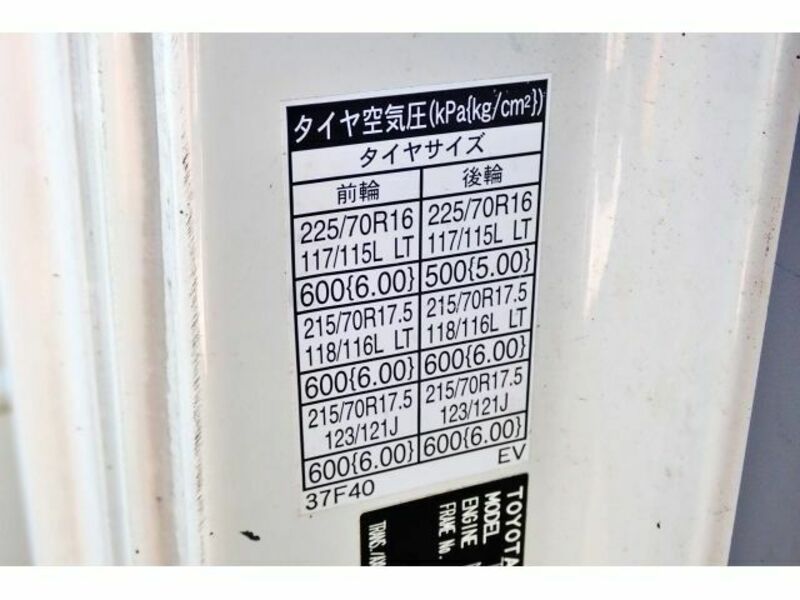 タイヤ空気圧(kPa{kg/cm²})
タイヤサイズ
前輪 後輪
225/70R16 225/70R16
117/115L LT 117/115L LT
600{6.00} 500{5.00}
215/70R17.5 215/70R17.5
118/116L LT 118/116L LT
600{6.00} 600{6.00}
215/70R17.5 215/70R17.5
123/121J 123/121J
600{6.00} 600{6.00}
EV
37F40
TOYOTA
MODEL
ENGINE
FRAME No.